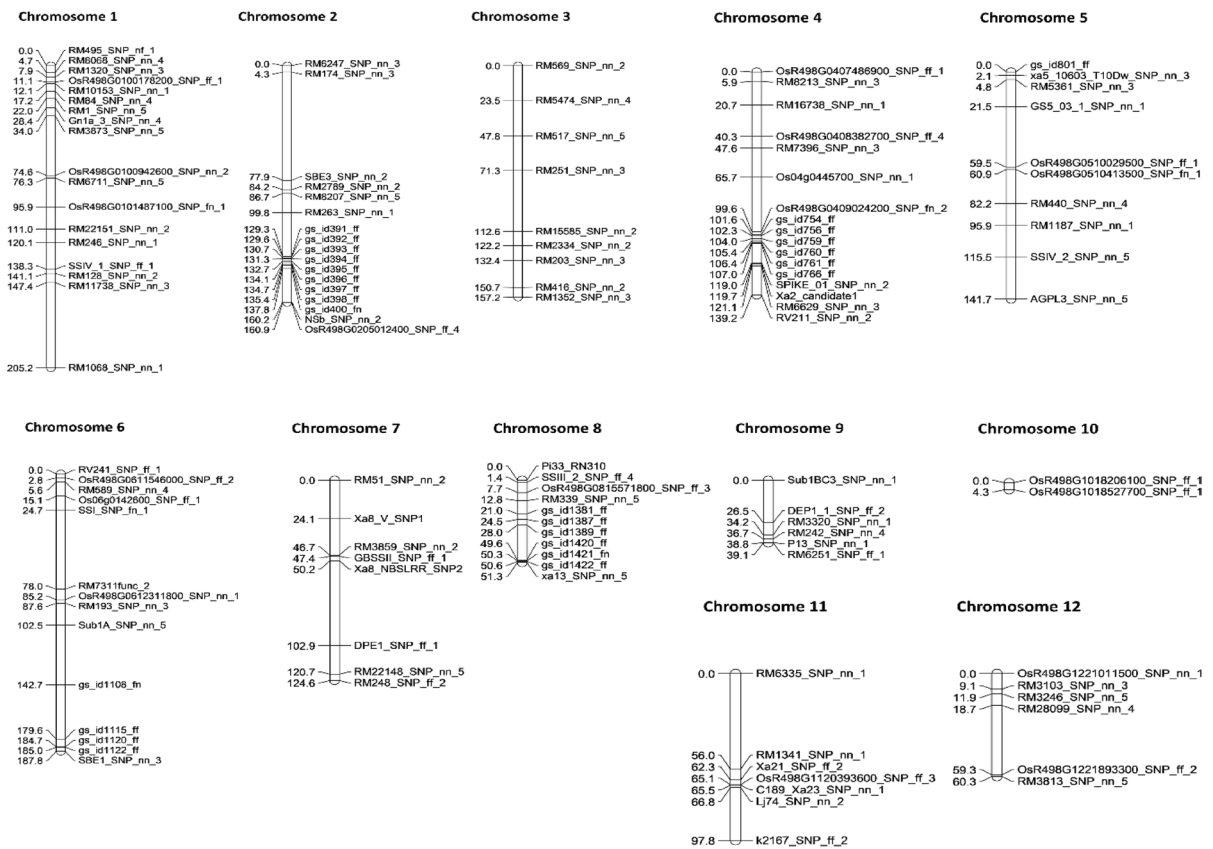 Chromosome 1
0.0 RM495_SNP_nf_1
4.7 RM8068_SNP_nn_4
7.9 RM1320_SNP_nn_3
11.1 OsR498G0100178200_SNP_ff_1
12.1 RM10153_SNP_nn_1
17.2 RM84_SNP_nn_4
22.0 RM1_SNP_nn_5
28.4 Gn1a_3_SNP_nn_4
34.0 RM3873_SNP_nn_5
74.6 OsR498G0100942600_SNP_nn_2
76.3 RM6711_SNP_nn_5
95.9 OsR498G0101487100_SNP_fn_1
111.0 RM22151_SNP_nn_2
120.1 RM246_SNP_nn_1
138.3 SSIV_1_SNP_ff_1
141.1 RM128_SNP_nn_2
147.4 RM11738_SNP_nn_3
205.2 RM1068_SNP_nn_1
Chromosome 2
0.0 RM6247_SNP_nn_3
4.3 RM174_SNP_nn_3
77.9 SBE3_SNP_nn_2
84.2 RM2789_SNP_nn_2
86.7 RM8207_SNP_nn_5
99.8 RM263_SNP_nn_1
129.3 gs_id391_ff
129.6 gs_id392_ff
130.7 gs_id393_ff
131.3 gs_id394_ff
132.7 gs_id395_ff
134.1 gs_id396_ff
134.7 gs_id397_ff
135.4 gs_id398_ff
137.8 gs_id400_fn
160.2 NSb_SNP_nn_2
160.9 OsR498G0205012400_SNP_ff_4
Chromosome 3
0.0 RM569_SNP_nn_2
23.5 RM5474_SNP_nn_4
47.8 RM517_SNP_nn_5
71.3 RM251_SNP_nn_3
112.6 RM15585_SNP_nn_2
122.2 RM2334_SNP_nn_2
132.4 RM203_SNP_nn_3
150.7 RM416_SNP_nn_2
157.2 RM1352_SNP_nn_3
Chromosome 4
0.0 OsR498G0407486900_SNP_ff_1
5.9 RM8213_SNP_nn_3
20.7 RM16738_SNP_nn_1
40.3 OsR498G0408382700_SNP_ff_4
47.6 RM7396_SNP_nn_3
65.7 Os04g0445700_SNP_nn_1
99.6 OsR498G0409024200_SNP_fn_2
101.6 gs_id754_ff
102.3 gs_id756_ff
104.0 gs_id759_ff
105.4 gs_id760_ff
106.4 gs_id761_ff
107.0 gs_id766_ff
119.0 SPIKE_01_SNP_nn_2
119.7 Xa2_candidate1
121.1 RM6629_SNP_nn_3
139.2 RV211_SNP_nn_2
Chromosome 5
0.0 gs_id801_ff
2.1 xa5_10603_T10Dw_SNP_nn_3
4.8 RM5361_SNP_nn_3
21.5 GS5_03_1_SNP_nn_1
59.5 OsR498G0510029500_SNP_ff_1
60.9 OsR498G0510413500_SNP_fn_1
82.2 RM440_SNP_nn_4
95.9 RM1187_SNP_nn_1
115.5 SSIV_2_SNP_nn_5
141.7 AGPL3_SNP_nn_5
Chromosome 6
0.0 RV241_SNP_ff_1
2.8 OsR498G0611546000_SNP_ff_2
5.6 RM589_SNP_nn_4
15.1 Os06g0142600_SNP_ff_1
24.7 SSI_SNP_fn_1
78.0 RM7311func_2
85.2 OsR498G0612311800_SNP_nn_1
87.6 RM193_SNP_nn_3
102.5 Sub1A_SNP_nn_5
142.7 gs_id1108_fn
179.6 gs_id1115_ff
184.7 gs_id1120_ff
185.0 gs_id1122_ff
187.8 SBE1_SNP_nn_3
Chromosome 7
0.0 RM51_SNP_nn_2
24.1 Xa8_V_SNP1
46.7 RM3859_SNP_nn_2
47.4 GBSSII_SNP_ff_1
50.2 Xa8_NBSLRR_SNP2
102.9 DPE1_SNP_ff_1
120.7 RM22148_SNP_nn_5
124.6 RM248_SNP_ff_2
Chromosome 8
0.0 Pi33_RN310
1.4 SSIII_2_SNP_ff_4
7.7 OsR498G0815571800_SNP_ff_3
12.8 RM339_SNP_nn_5
21.0 gs_id1381_ff
24.5 gs_id1387_ff
28.0 gs_id1389_ff
49.6 gs_id1420_ff
50.3 gs_id1421_fn
50.6 gs_id1422_ff
51.3 xa13_SNP_nn_5
Chromosome 9
0.0 Sub1BC3_SNP_nn_1
26.5 DEP1_1_SNP_ff_2
34.2 RM3320_SNP_nn_1
36.7 RM242_SNP_nn_4
38.8 P13_SNP_nn_1
39.1 RM6251_SNP_ff_1
Chromosome 10
0.0 OsR498G1018206100_SNP_ff_1
4.3 OsR498G1018527700_SNP_ff_1
Chromosome 11
0.0 RM6335_SNP_nn_1
56.0 RM1341_SNP_nn_1
62.3 Xa21_SNP_ff_2
65.1 OsR498G1120393600_SNP_ff_3
65.5 C189_Xa23_SNP_nn_1
66.8 Lj74_SNP_nn_2
97.8 k2167_SNP_ff_2
Chromosome 12
0.0 OsR498G1221011500_SNP_nn_1
9.1 RM3103_SNP_nn_3
11.9 RM3246_SNP_nn_5
18.7 RM28099_SNP_nn_4
59.3 OsR498G1221893300_SNP_ff_2
60.3 RM3813_SNP_nn_5